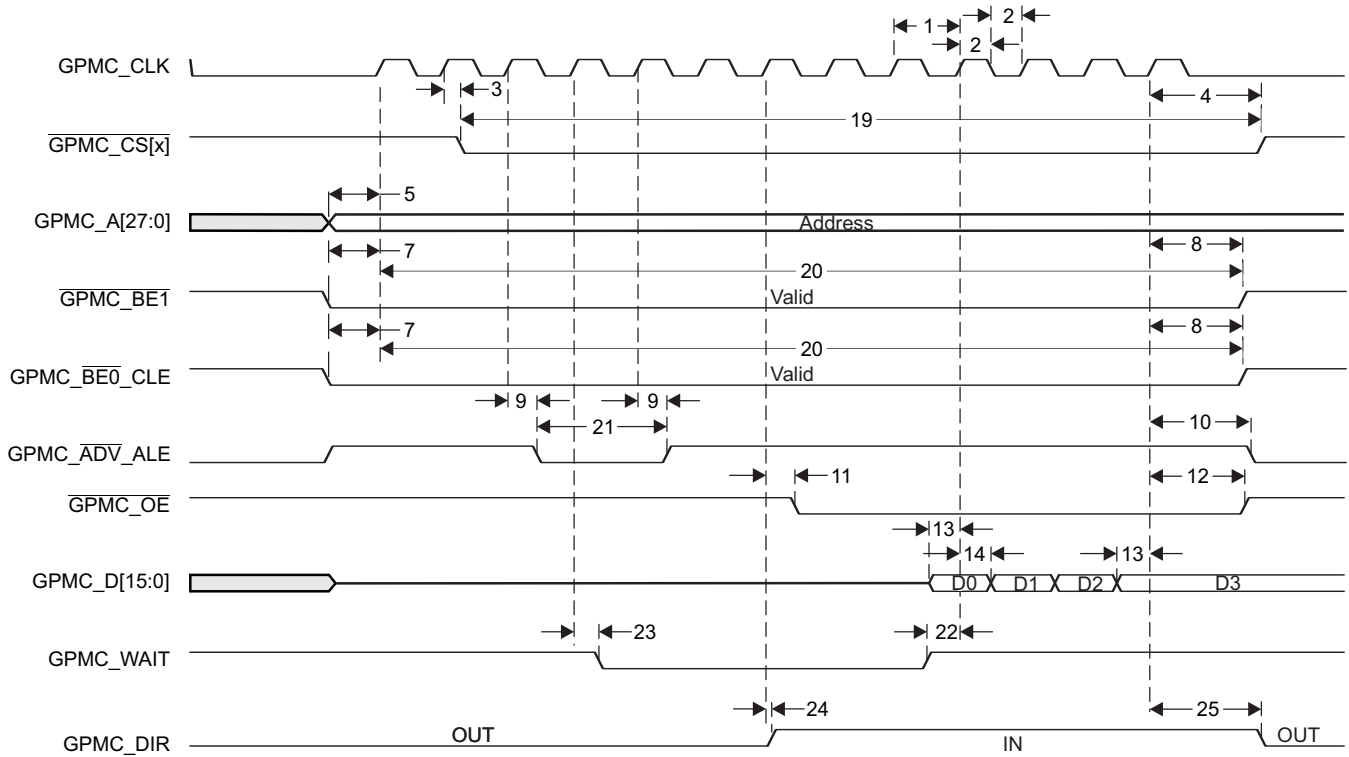 1
2
2
GPMC_CLK
3
4
19
GPMC_CS[x]
5
GPMC_A[27:0]
Address
7
8
20
GPMC_BE1
Valid
7
8
20
GPMC_BE0_CLE
Valid
9
9
21
10
GPMC_ADV_ALE
11
12
GPMC_OE
13
14
13
GPMC_D[15:0]
D0
D1
D2
D3
23
22
GPMC_WAIT
24
25
GPMC_DIR
OUT
IN
OUT